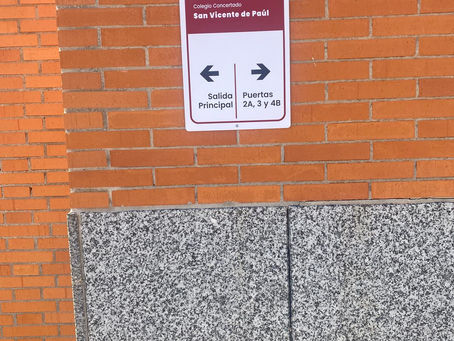 Colegio Concertado
San Vicente de Paúl
Salida
Principal
Puertas
2A, 3 y 4B